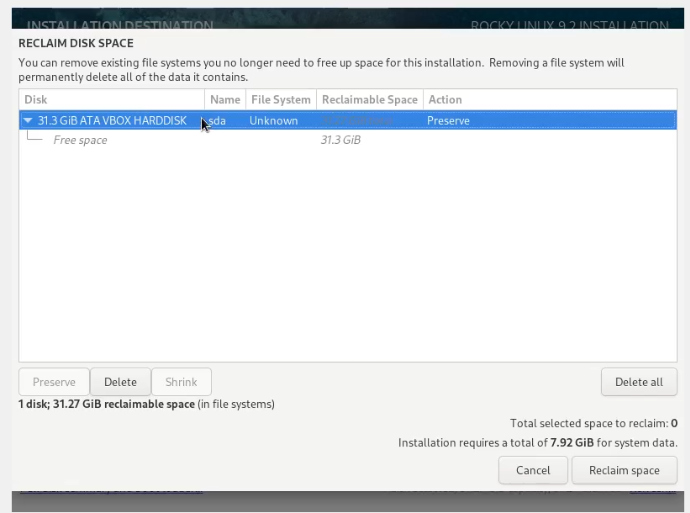 INSTALLATION DESTINATION
ROCKY LINUX 9.2 INSTALLATION
RECLAIM DISK SPACE
You can remove existing file systems you no longer need to free up space for this installation. Removing a file system will
permanently delete all of the data it contains.
Disk Name File System Reclaimable Space Action
31.3 GiB ATA VBOX HARDDISK sda Unknown Preserve
Free space 31.3 GiB
Preserve Delete Shrink Delete all
1 disk; 31.27 GiB reclaimable space (in file systems)
Total selected space to reclaim: 0
Installation requires a total of 7.92 GiB for system data.
Cancel Reclaim space